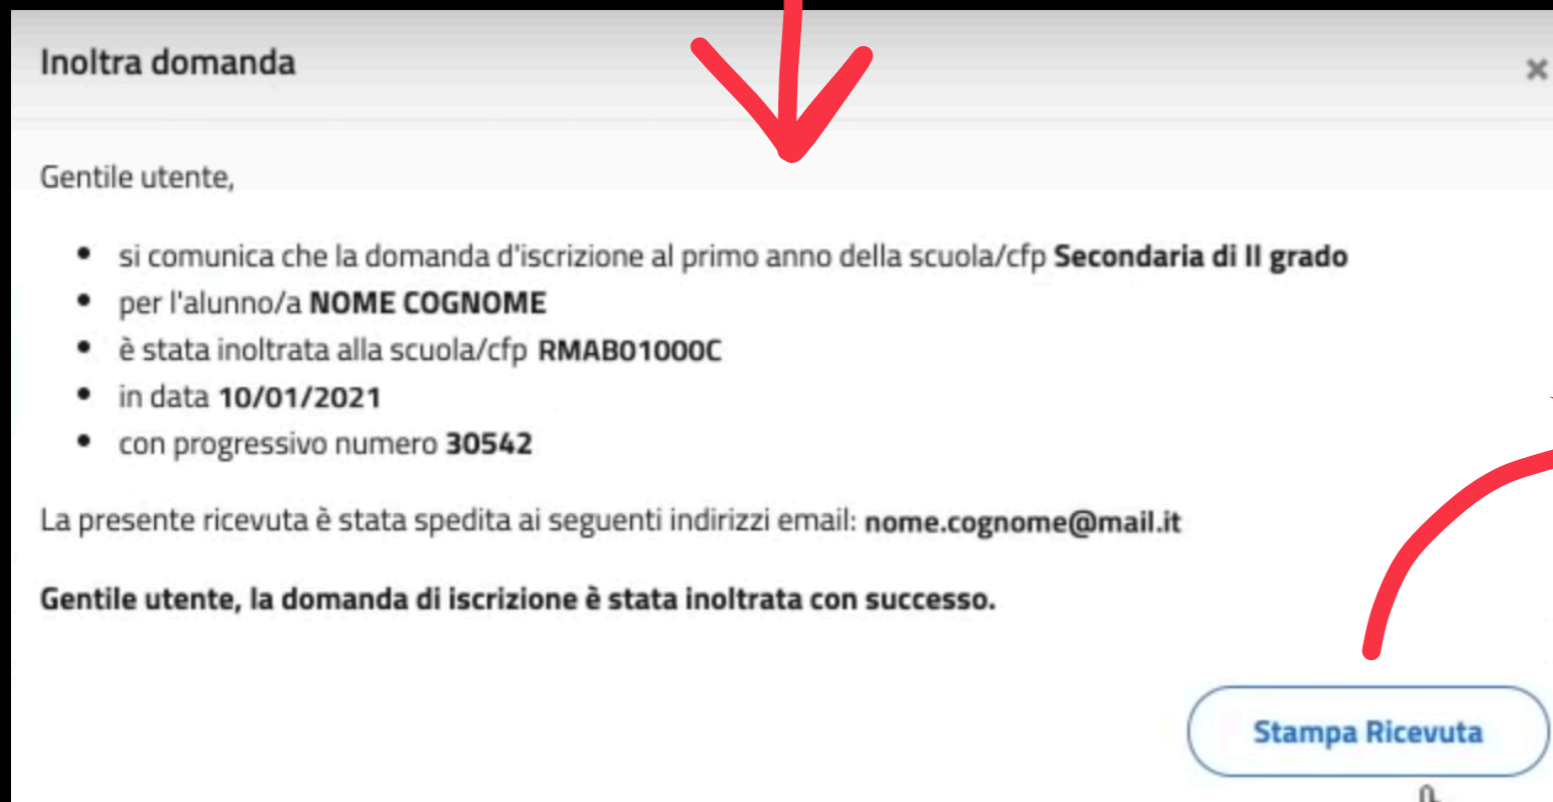 Inoltra domanda
Gentile utente,
si comunica che la domanda d'iscrizione al primo anno della scuola/cfp Secondaria di II grado
per l'alunno/a NOME COGNOME
è stata inoltrata alla scuola/cfp RMAB01000C
in data 10/01/2021
con progressivo numero 30542
La presente ricevuta è stata spedita ai seguenti indirizzi email: nome.cognome@mail.it
Gentile utente, la domanda di iscrizione è stata inoltrata con successo.
Stampa Ricevuta